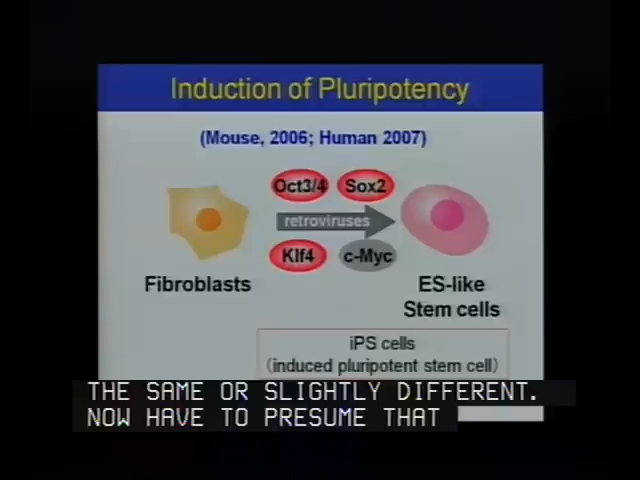 Induction of Pluripotency
(Mouse, 2006; Human 2007)
Oct3/4 Sox2
retroviruses
Klf4 c-Myc
Fibroblasts
ES-like
Stem cells
iPS cells
(induced pluripotent stem cell)
THE SAME OR SLIGHTLY DIFFERENT.
NOW HAVE TO PRESUME THAT